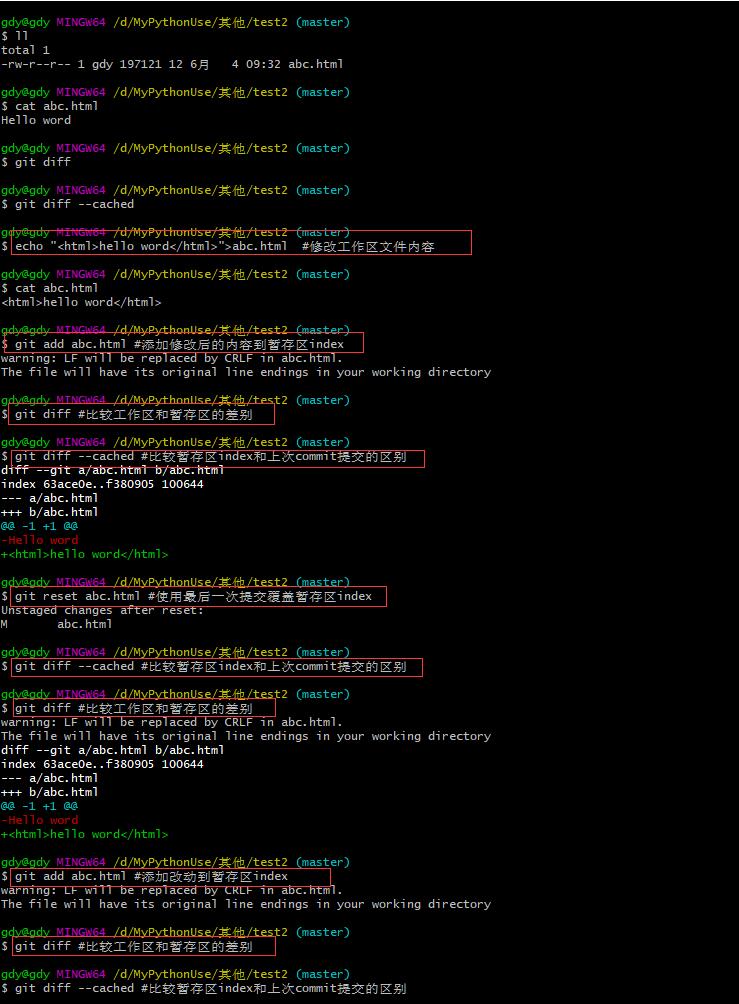 gdy@gdy MINGW64 /d/MyPythonUse/其他/test2 (master)
$ ll
total 1
-rw-r--r-- 1 gdy 197121 12 6月   4 09:32 abc.html
gdy@gdy MINGW64 /d/MyPythonUse/其他/test2 (master)
$ cat abc.html
Hello word
gdy@gdy MINGW64 /d/MyPythonUse/其他/test2 (master)
$ git diff
gdy@gdy MINGW64 /d/MyPythonUse/其他/test2 (master)
$ git diff --cached
gdy@gdy MINGW64 /d/MyPythonUse/其他/test2 (master)
$ echo "<html>hello word</html>">abc.html  #修改工作区文件内容
gdy@gdy MINGW64 /d/MyPythonUse/其他/test2 (master)
$ cat abc.html
<html>hello word</html>
gdy@gdy MINGW64 /d/MyPythonUse/其他/test2 (master)
$ git add abc.html #添加修改后的内容到暂存区index
warning: LF will be replaced by CRLF in abc.html.
The file will have its original line endings in your working directory
gdy@gdy MINGW64 /d/MyPythonUse/其他/test2 (master)
$ git diff #比较工作区和暂存区的差别
gdy@gdy MINGW64 /d/MyPythonUse/其他/test2 (master)
$ git diff --cached #比较暂存区index和上次commit提交的区别
diff --git a/abc.html b/abc.html
index 63ace0e..f380905 100644
--- a/abc.html
+++ b/abc.html
@@ -1 +1 @@
-Hello word
+<html>hello word</html>
gdy@gdy MINGW64 /d/MyPythonUse/其他/test2 (master)
$ git reset abc.html #使用最后一次提交覆盖暂存区index
Unstaged changes after reset:
M       abc.html
gdy@gdy MINGW64 /d/MyPythonUse/其他/test2 (master)
$ git diff --cached #比较暂存区index和上次commit提交的区别
gdy@gdy MINGW64 /d/MyPythonUse/其他/test2 (master)
$ git diff #比较工作区和暂存区的差别
warning: LF will be replaced by CRLF in abc.html.
The file will have its original line endings in your working directory
diff --git a/abc.html b/abc.html
index 63ace0e..f380905 100644
--- a/abc.html
+++ b/abc.html
@@ -1 +1 @@
-Hello word
+<html>hello word</html>
gdy@gdy MINGW64 /d/MyPythonUse/其他/test2 (master)
$ git add abc.html #添加改动到暂存区index
warning: LF will be replaced by CRLF in abc.html.
The file will have its original line endings in your working directory
gdy@gdy MINGW64 /d/MyPythonUse/其他/test2 (master)
$ git diff #比较工作区和暂存区的差别
gdy@gdy MINGW64 /d/MyPythonUse/其他/test2 (master)
$ git diff --cached #比较暂存区index和上次commit提交的区别